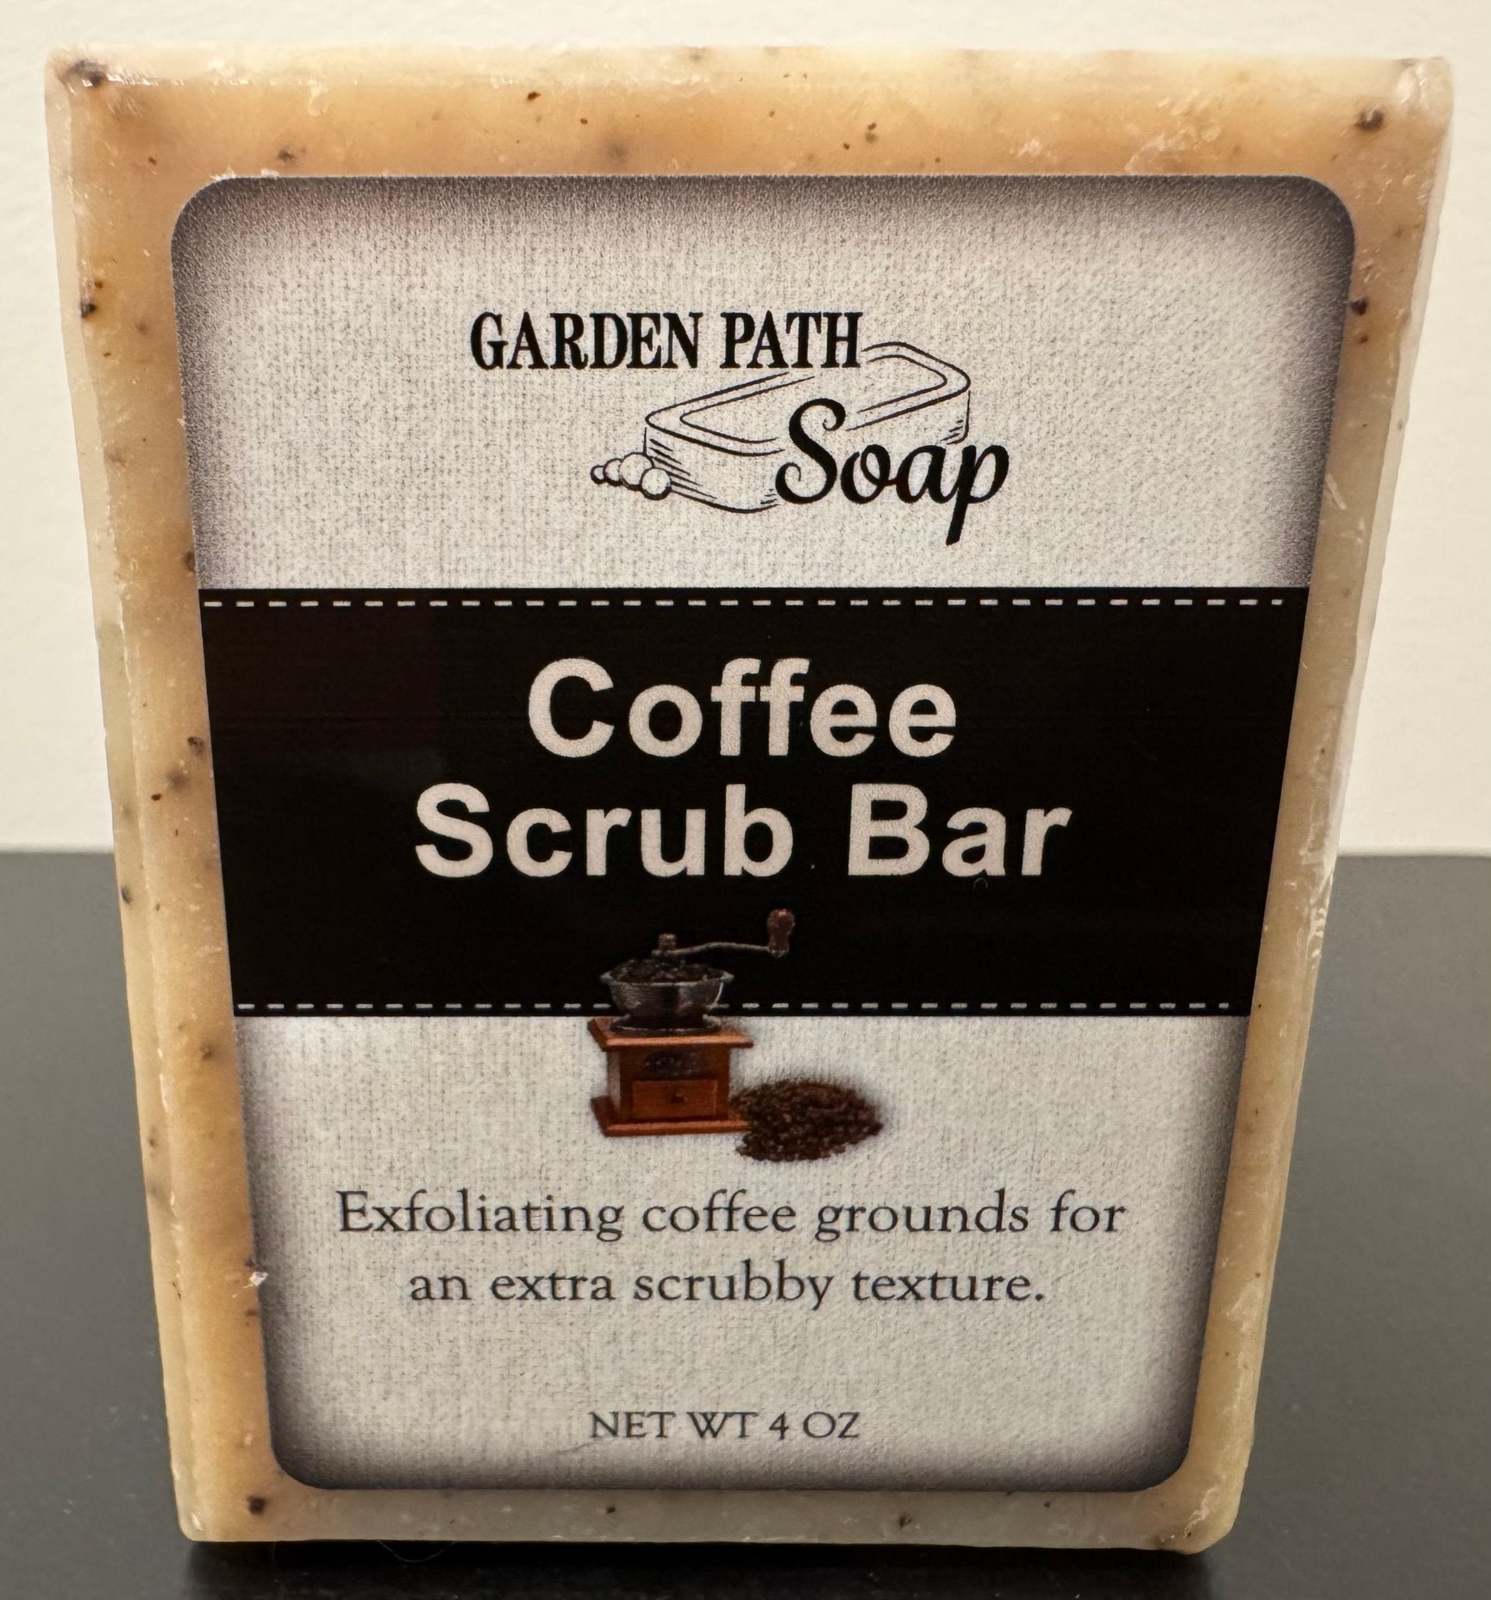 GARDEN PATH
Soap
Coffee
Scrub Bar
Exfoliating coffee grounds for
an extra scrubby texture.
NET WT 4 OZ